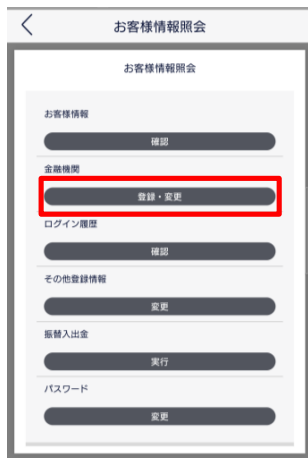 お客様情報照会
お客様情報照会
お客様情報
確認
金融機関
登録・変更
ログイン履歴
確認
その他登録情報
変更
振替入出金
実行
パスワード
変更